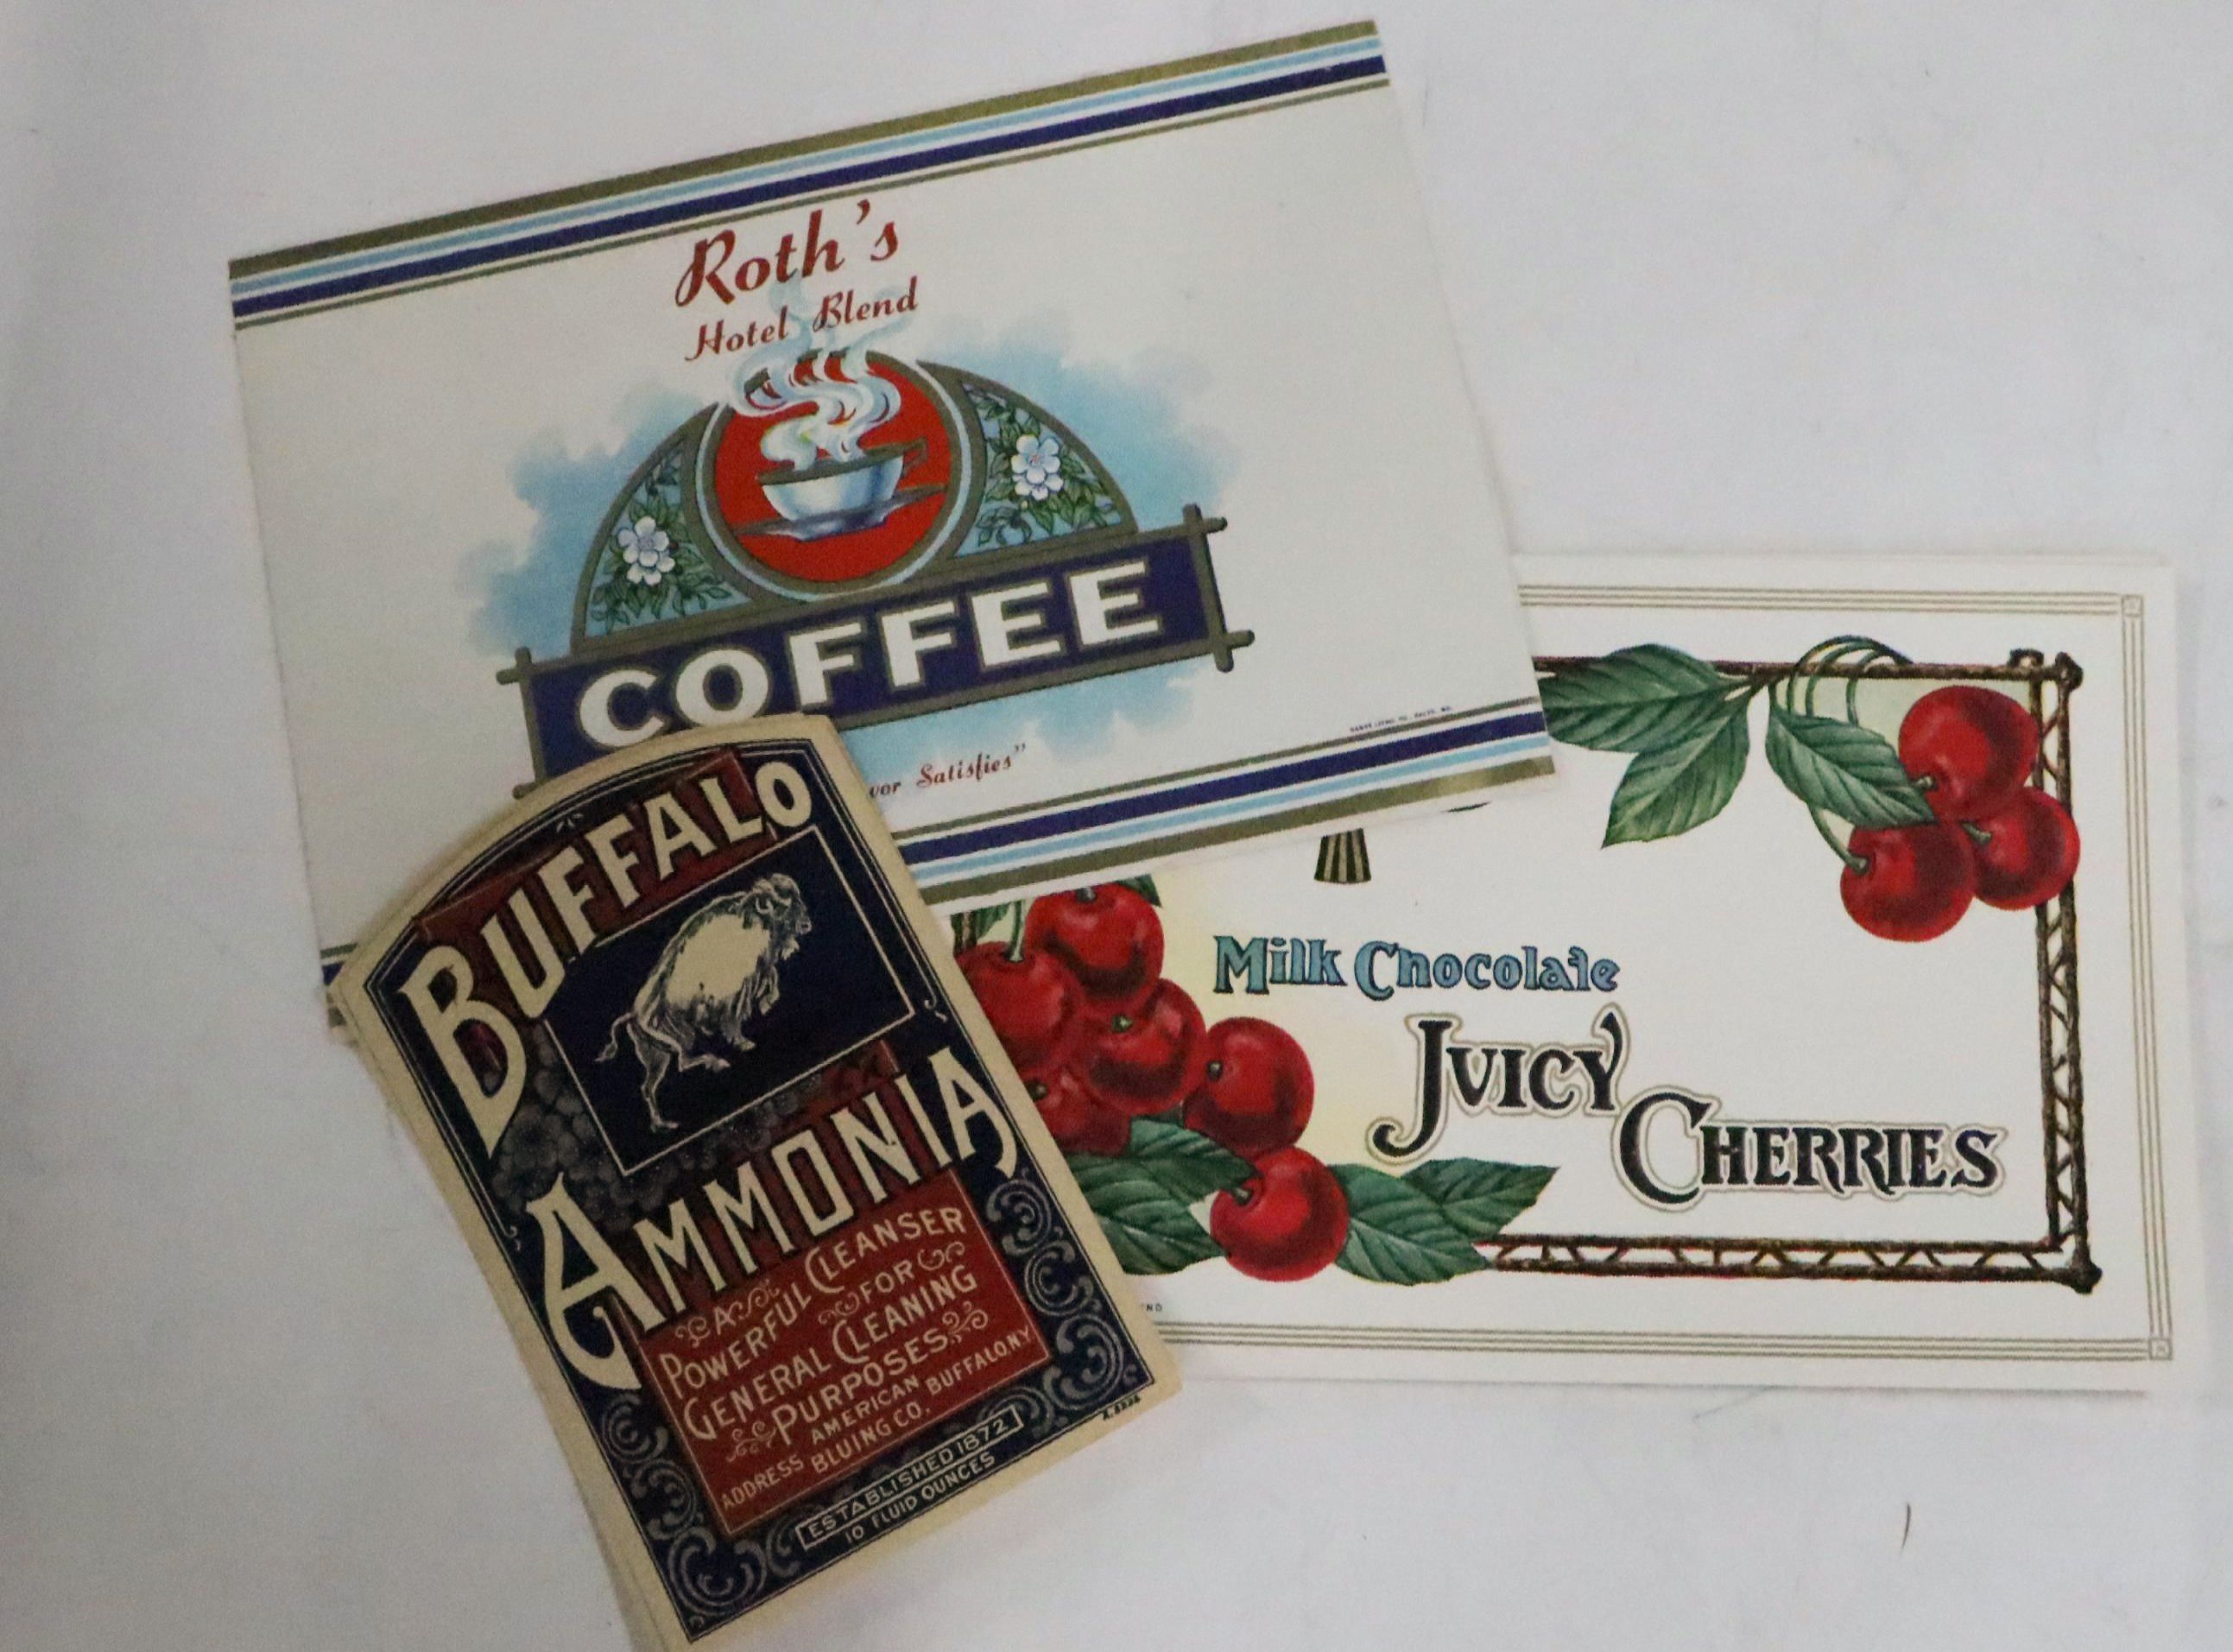 Roth's
Hotel Blend
COFFEE
Satisfies"
BUFFALO
AMMONIA
A
POWERFUL CLEANSER
FOR
GENERAL CLEANING
PURPOSES
ADDRESS AMERICAN BLUING CO. BUFFALO.N.Y.
ESTABLISHED 1872
10 FLUID OUNCES
Milk Chocolate
JUICY
CHERRIES